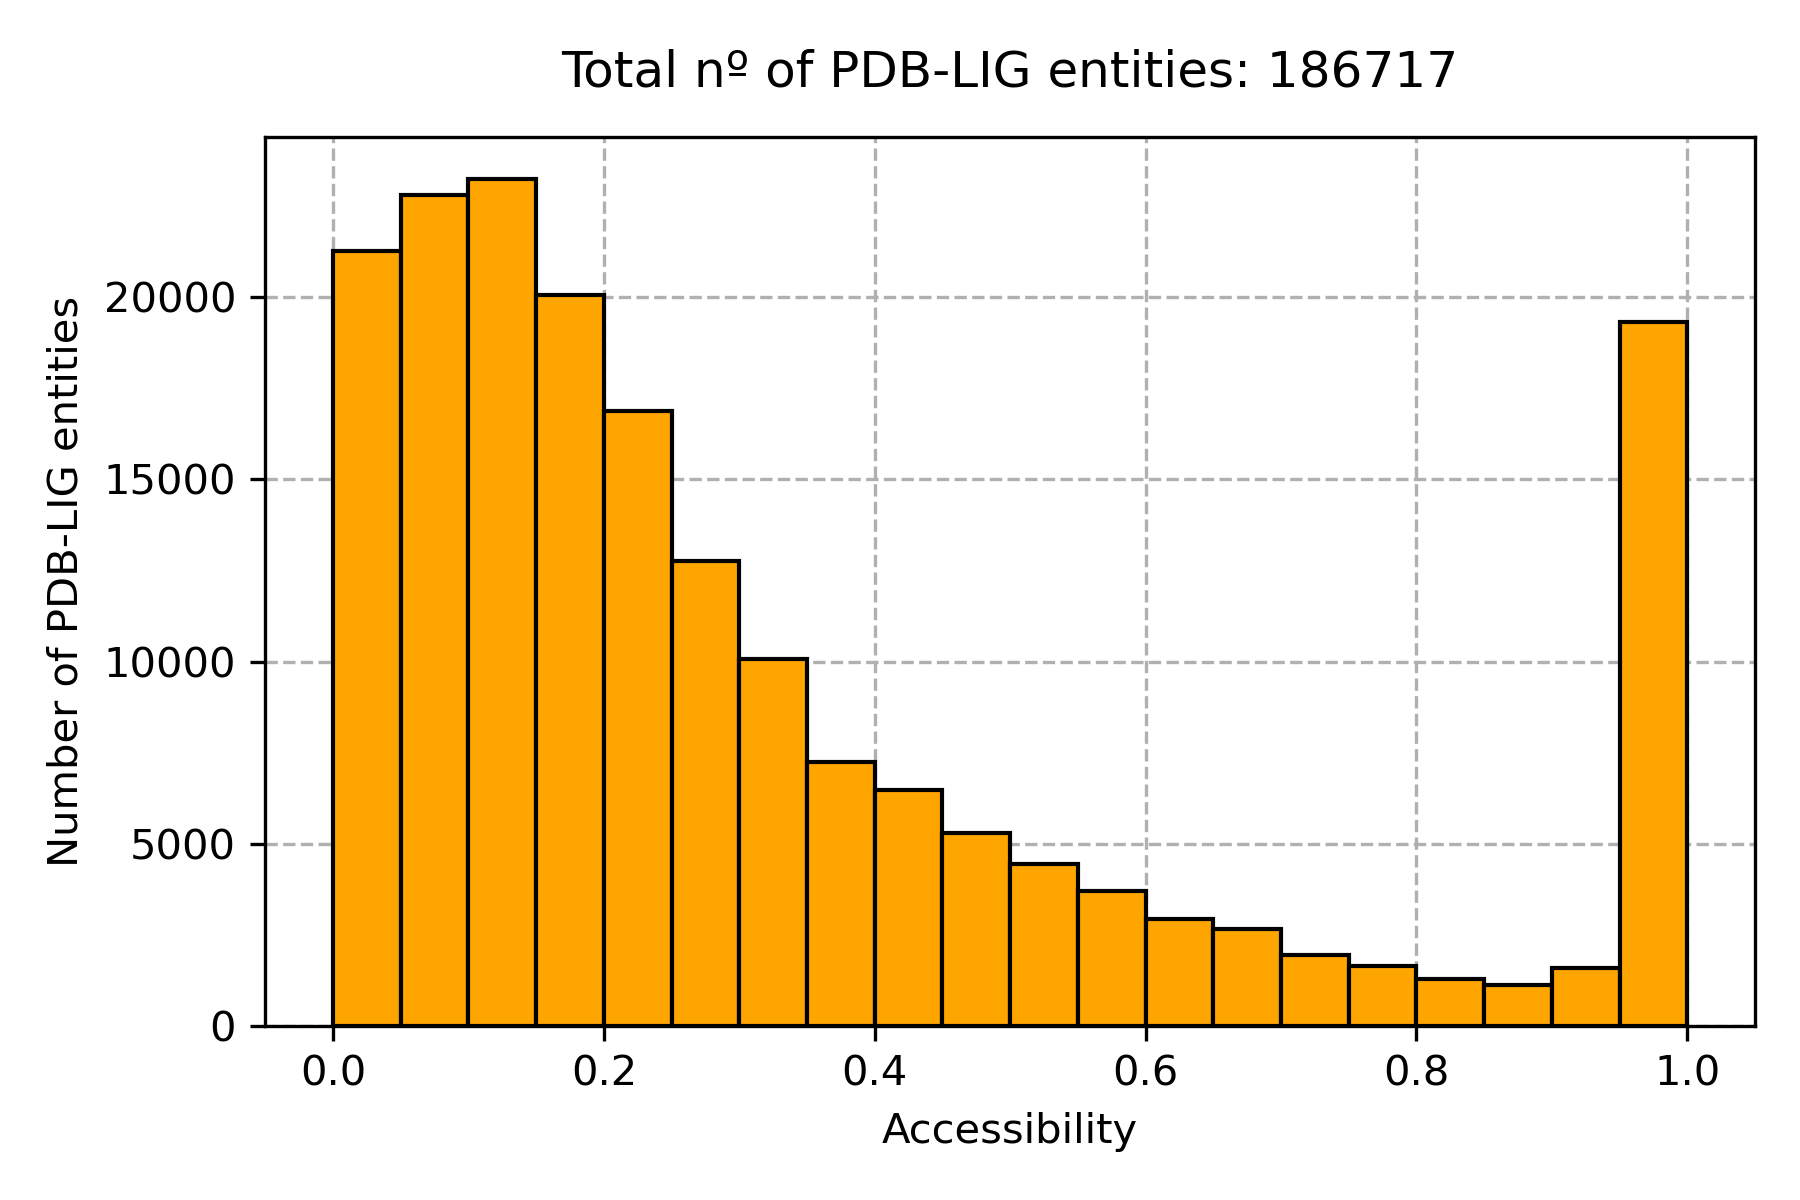 Total nº of PDB-LIG entities: 186717
Number of PDB-LIG entities
20000
15000
10000
5000
0
0.0 0.2 0.4 0.6 0.8 1.0
Accessibility